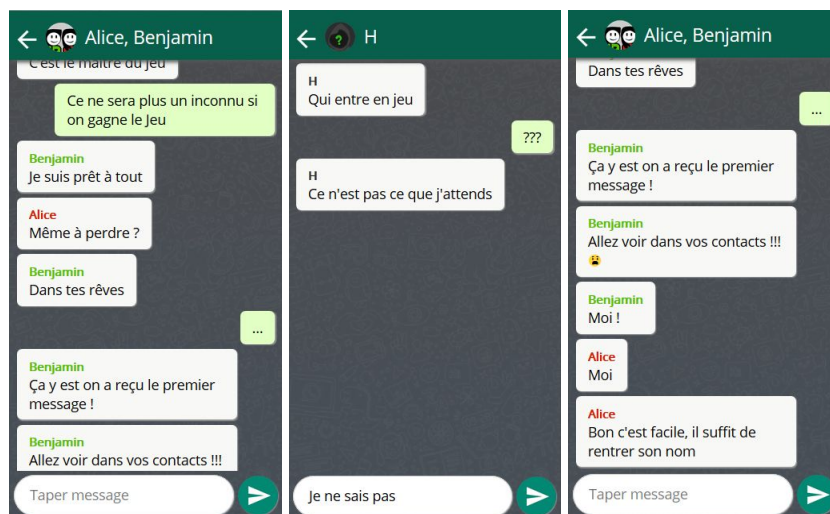 Alice, Benjamin
C'est le maître du jeu
Ce ne sera plus un inconnu si
on gagne le Jeu
Benjamin
Je suis prêt à tout
Alice
Même à perdre ?
Benjamin
Dans tes rêves
...
Benjamin
Ça y est on a reçu le premier
message !
Benjamin
Allez voir dans vos contacts !!!
Taper message
?
H
H
Qui entre en jeu
???
H
Ce n'est pas ce que j'attends
Je ne sais pas
Alice, Benjamin
Dans tes rêves
...
Benjamin
Ça y est on a reçu le premier
message !
Benjamin
Allez voir dans vos contacts !!!
Benjamin
Moi !
Alice
Moi
Alice
Bon c'est facile, il suffit de
rentrer son nom
Taper message